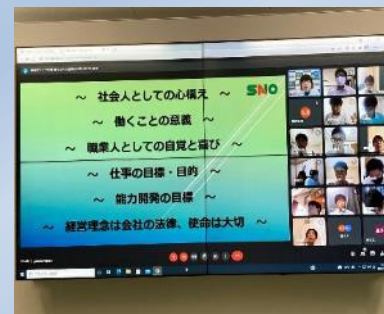 ～ 社会人としての心構え ～
SNO
～ 働くことの意義 ～
～ 職業人としての自覚と喜び ～
～ 仕事の目標・目的 ～
～ 能力開発の目標 ～
～ 経営理念は会社の法律、使命は大切 ～